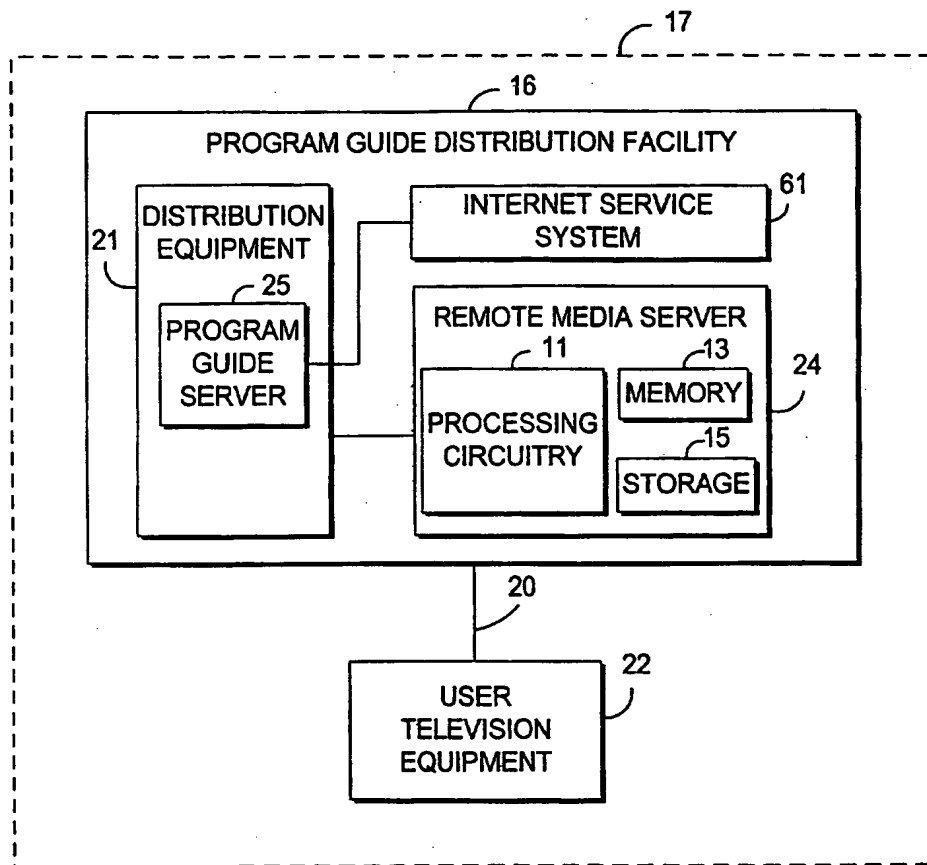 17
16
PROGRAM GUIDE DISTRIBUTION FACILITY
DISTRIBUTION
EQUIPMENT
21
25
PROGRAM
GUIDE
SERVER
INTERNET SERVICE
SYSTEM
61
REMOTE MEDIA SERVER
11
PROCESSING
CIRCUITRY
13
MEMORY
15
STORAGE
24
20
USER
TELEVISION
EQUIPMENT
22